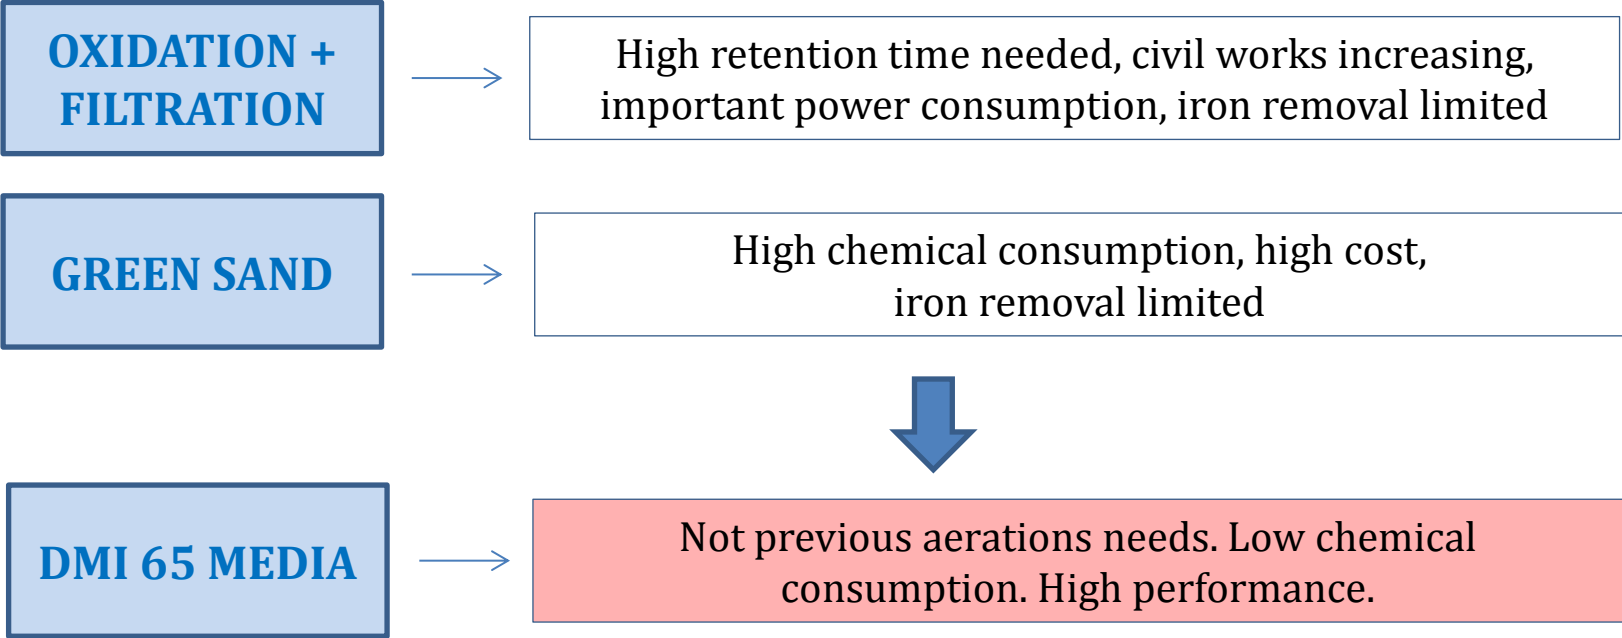 OXIDATION +
FILTRATION
High retention time needed, civil works increasing,
important power consumption, iron removal limited
GREEN SAND
High chemical consumption, high cost,
iron removal limited
DMI 65 MEDIA
Not previous aerations needs. Low chemical
consumption. High performance.